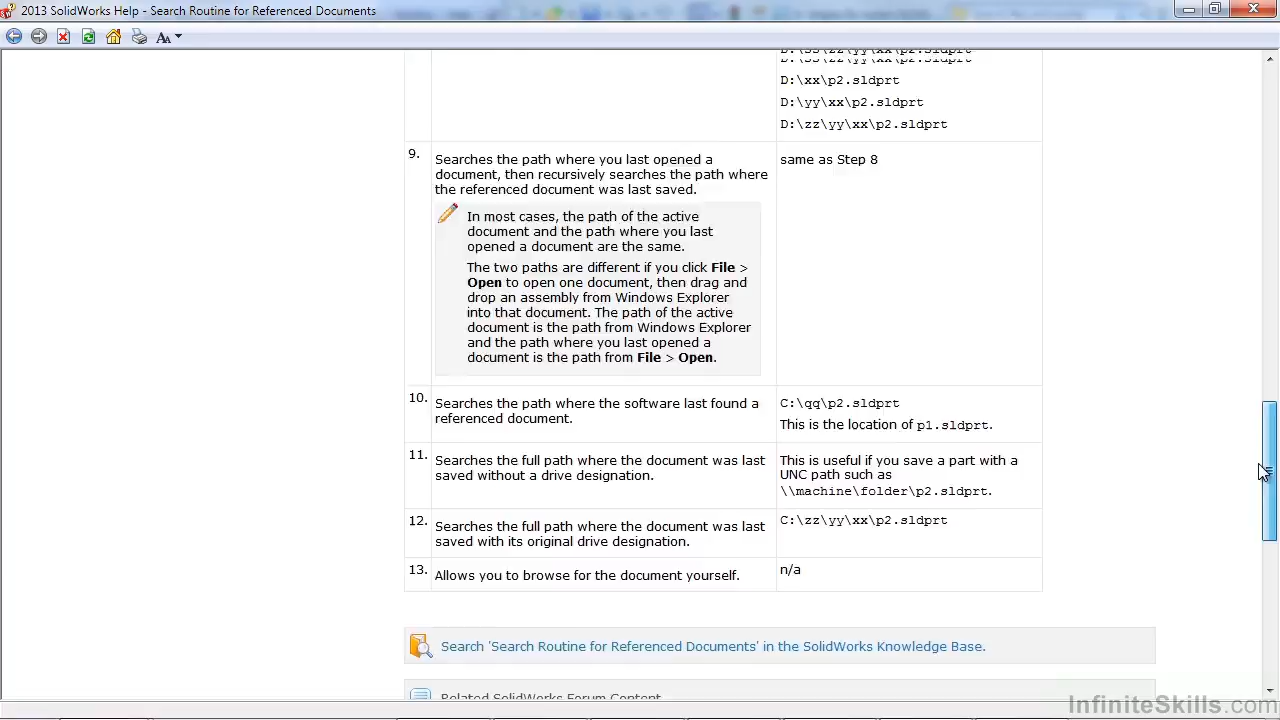 2013 SolidWorks Help - Search Routine for Referenced Documents
D:\xx\p2.sldprt
D:\yy\xx\p2.sldprt
D:\zz\yy\xx\p2.sldprt
9.
Searches the path where you last opened a
document, then recursively searches the path where
the referenced document was last saved.
same as Step 8
In most cases, the path of the active
document and the path where you last
opened a document are the same.
The two paths are different if you click File >
Open to open one document, then drag and
drop an assembly from Windows Explorer
into that document. The path of the active
document is the path from Windows Explorer
and the path where you last opened a
document is the path from File > Open.
10.
Searches the path where the software last found a
referenced document.
C:\qq\p2.sldprt
This is the location of p1.sldprt.
11.
Searches the full path where the document was last
saved without a drive designation.
This is useful if you save a part with a
UNC path such as
\\machine\folder\p2.sldprt.
12.
Searches the full path where the document was last
saved with its original drive designation.
C:\zz\yy\xx\p2.sldprt
13.
Allows you to browse for the document yourself.
n/a
Search 'Search Routine for Referenced Documents' in the SolidWorks Knowledge Base.
Related SolidWorks Forum Content
InfiniteSkills.com